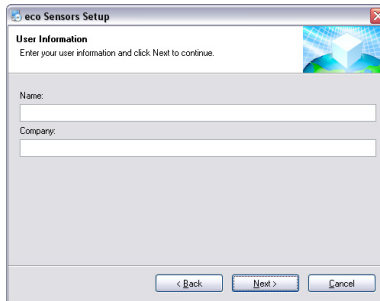 eco Sensors Setup
User Information
Enter your user information and click Next to continue.
Name:
Company:
< Back
Next >
Cancel